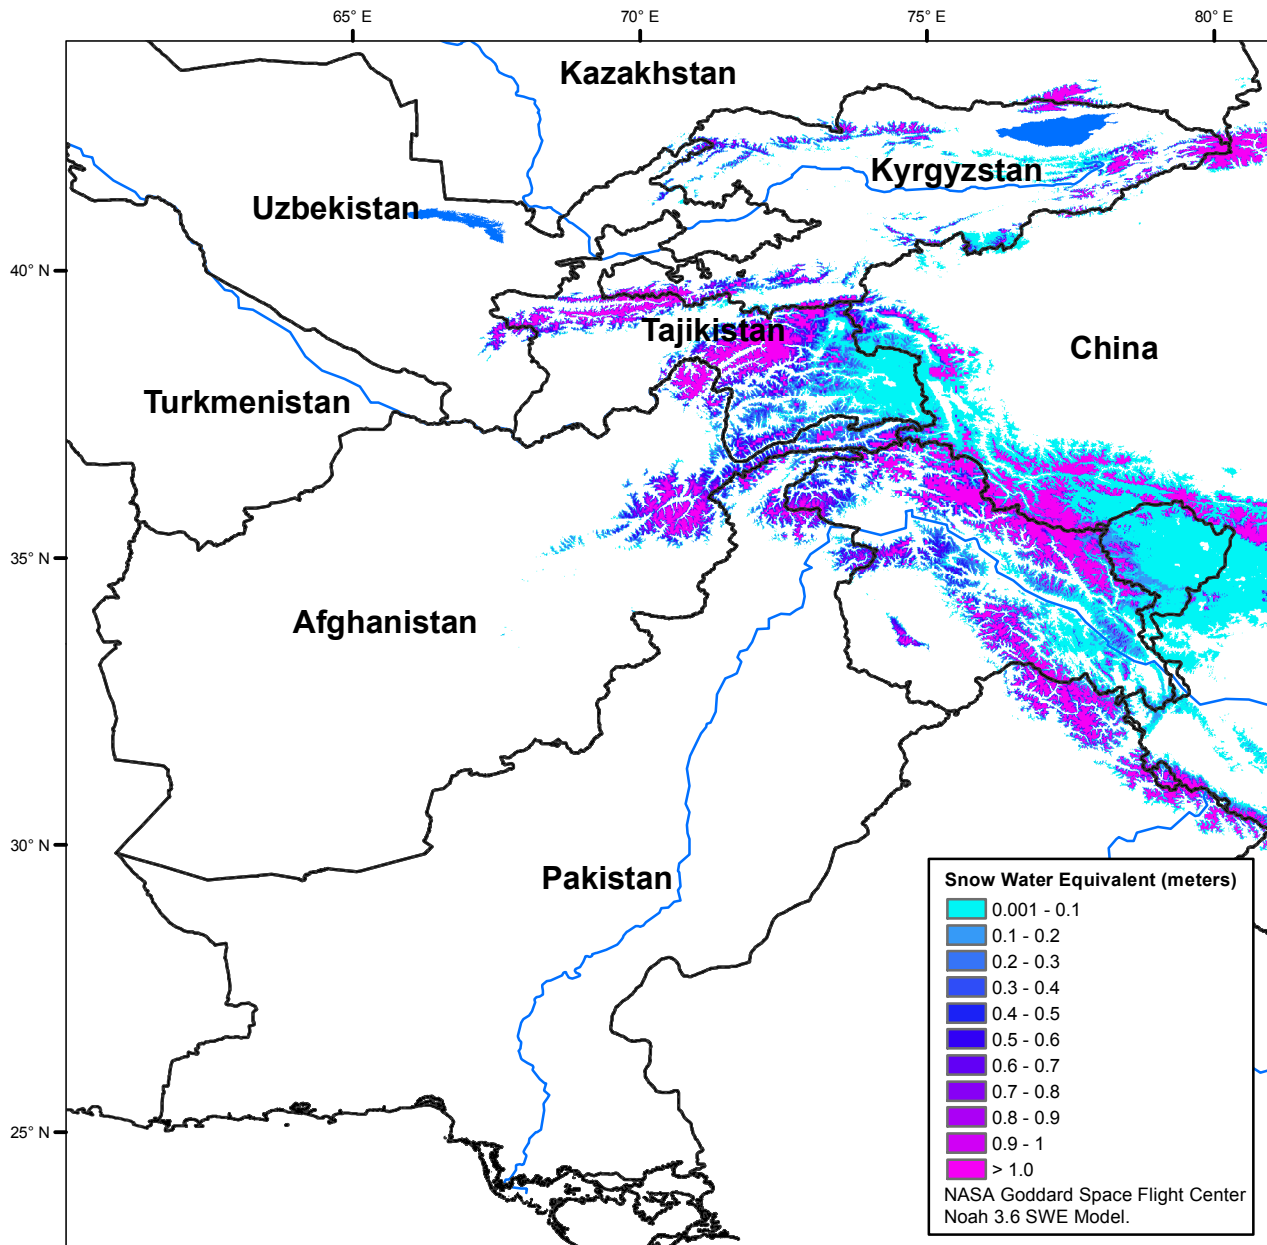 65° E
70° E
75° E
80° E
Kazakhstan
Kyrgyzstan
Uzbekistan
40° N
Tajikistan
China
Turkmenistan
35° N
Afghanistan
30° N
Pakistan
25° N
Snow Water Equivalent (meters)
0.001 - 0.1
0.1 - 0.2
0.2 - 0.3
0.3 - 0.4
0.4 - 0.5
0.5 - 0.6
0.6 - 0.7
0.7 - 0.8
0.8 - 0.9
0.9 - 1
> 1.0
NASA Goddard Space Flight Center
Noah 3.6 SWE Model.